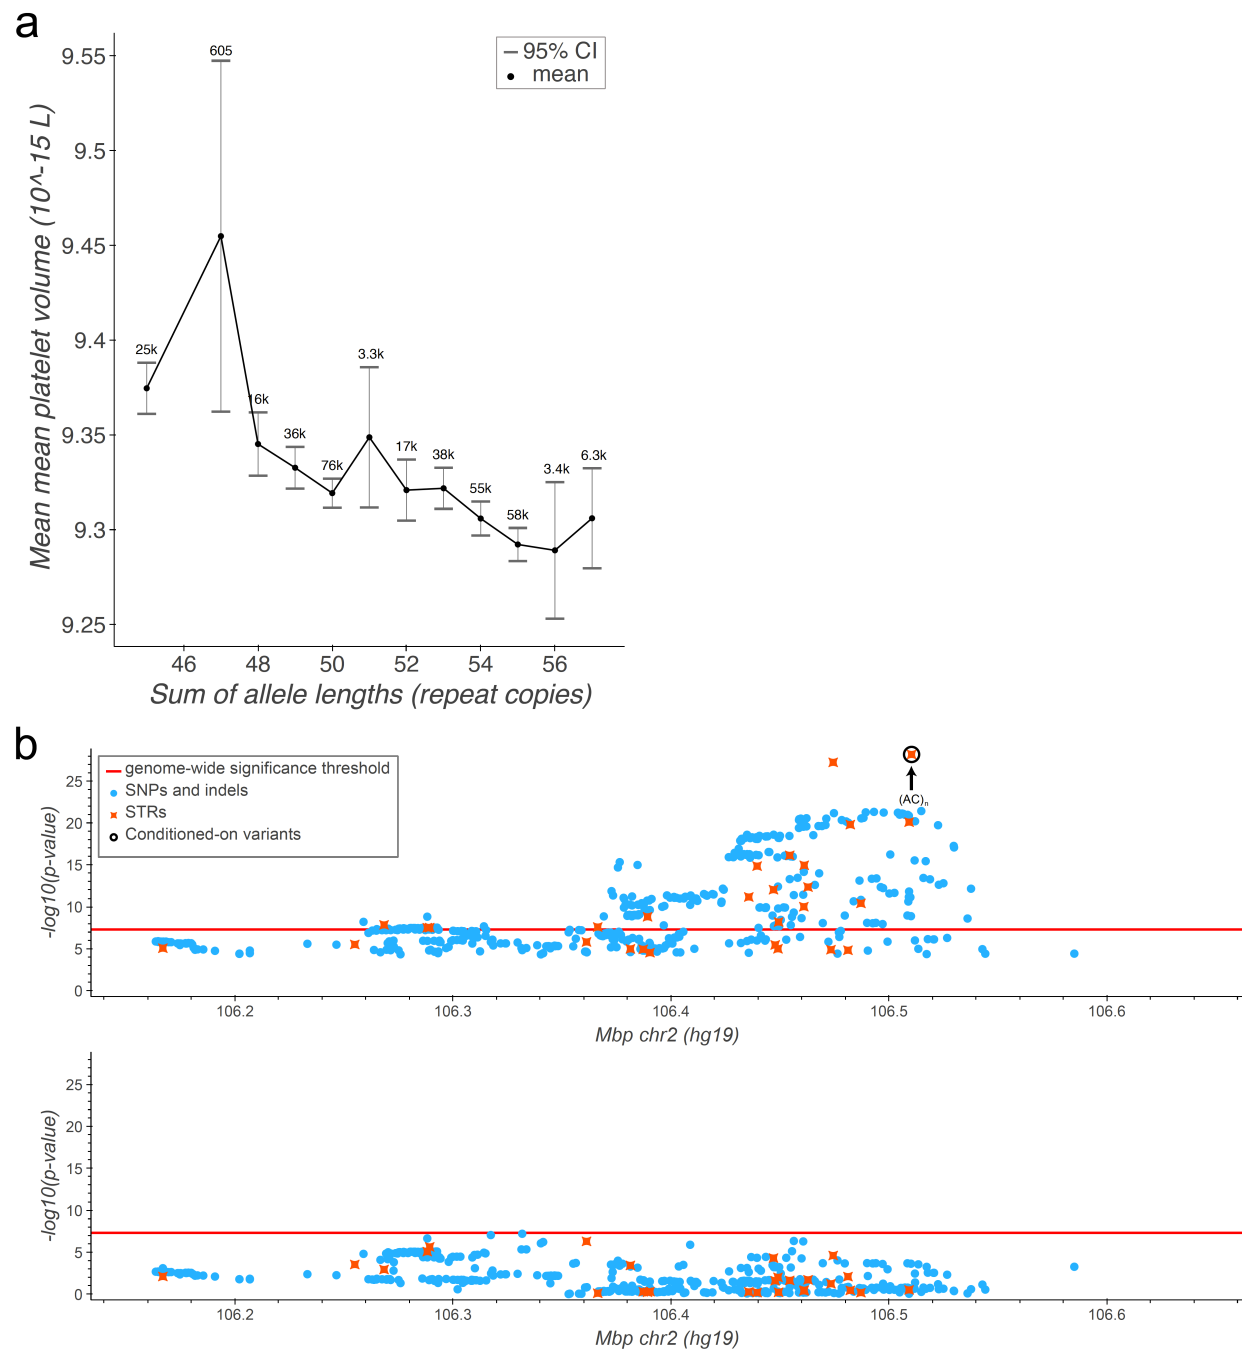 a
9.55
9.5
9.45
9.4
9.35
9.3
9.25
Mean mean platelet volume (10^-15 L)
95% CI
mean
25k
605
16k
36k
76k
3.3k
17k
38k
55k
58k
3.4k
6.3k
46 48 50 52 54 56
Sum of allele lengths (repeat copies)
b
genome-wide significance threshold
SNPs and indels
STRs
Conditioned-on variants
(AC)n
25
20
15
10
5
0
-log10(p-value)
106.2 106.3 106.4 106.5 106.6
Mbp chr2 (hg19)
25
20
15
10
5
0
-log10(p-value)
106.2 106.3 106.4 106.5 106.6
Mbp chr2 (hg19)